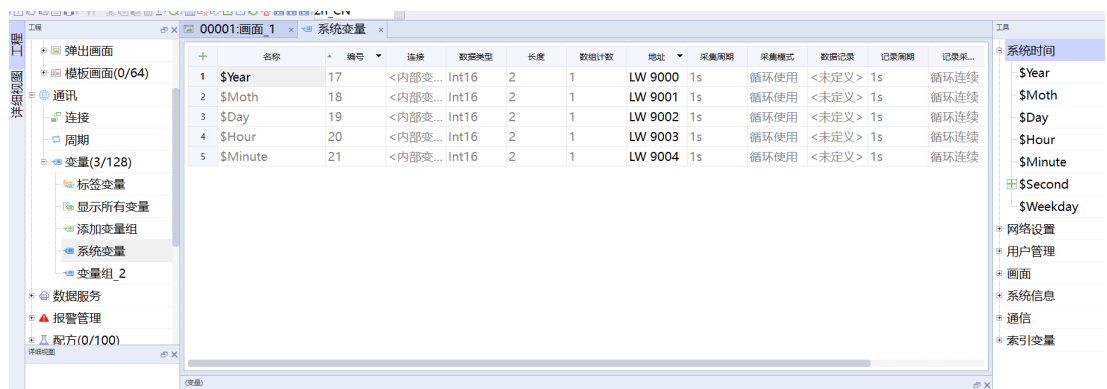 zh_CN
工程
工程
详细视图
弹出画面
模板画面(0/64)
通讯
连接
周期
变量(3/128)
标签变量
显示所有变量
添加变量组
系统变量
变量组_2
数据服务
报警管理
配方(0/100)
详细视图
00001:画面_1 × 系统变量 ×
+ 名称 编号 连接 数据类型 长度 数组计数 地址 采集周期 采集模式 数据记录 记录周期 记录采...
1 $Year 17 <内部变... Int16 2 1 LW 9000 1s 循环使用 <未定义> 1s 循环连续
2 $Moth 18 <内部变... Int16 2 1 LW 9001 1s 循环使用 <未定义> 1s 循环连续
3 $Day 19 <内部变... Int16 2 1 LW 9002 1s 循环使用 <未定义> 1s 循环连续
4 $Hour 20 <内部变... Int16 2 1 LW 9003 1s 循环使用 <未定义> 1s 循环连续
5 $Minute 21 <内部变... Int16 2 1 LW 9004 1s 循环使用 <未定义> 1s 循环连续
(变量)
工具
系统时间
$Year
$Moth
$Day
$Hour
$Minute
$Second
$Weekday
网络设置
用户管理
画面
系统信息
通信
索引变量